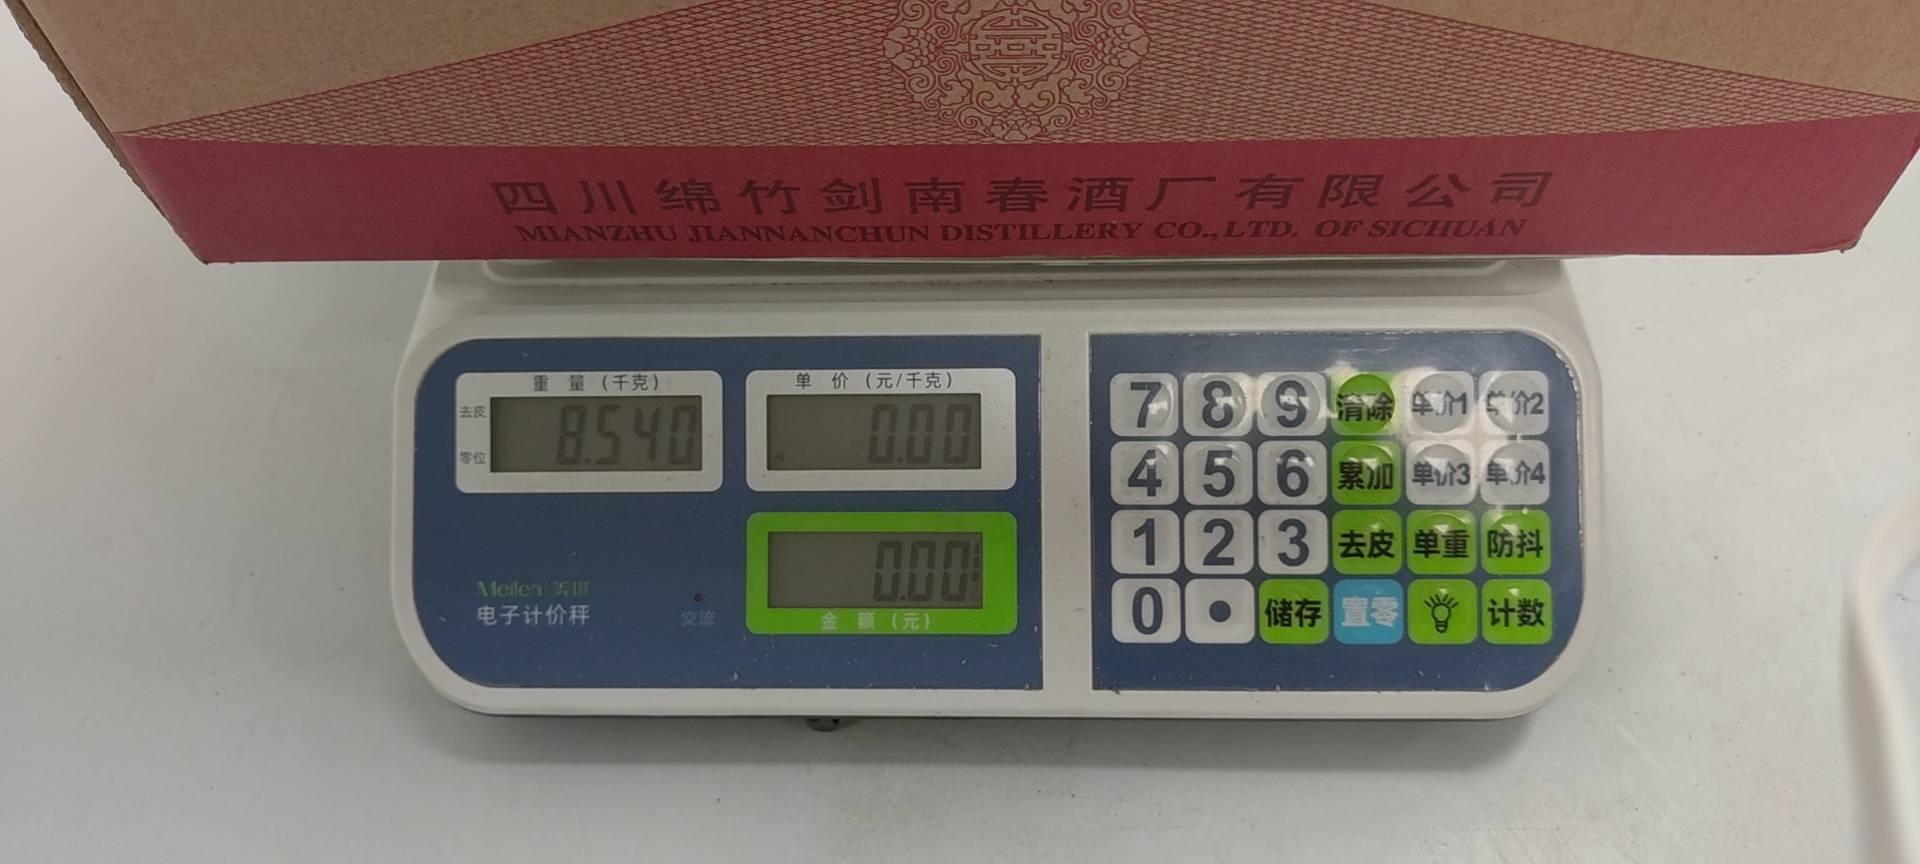 四川绵竹剑南春酒厂有限公司
MIANZHU JIANNANCHUN DISTILLERY CO.,LTD. OF SICHUAN
重 量 (千克)
去皮
8.540
零位
单 价 (元/千克)
0.00
0.00
金 额 (元)
Meilen 美琳
电子计价秤
交流
7 8 9 清除 单价1 单价2
4 5 6 累加 单价3 单价4
1 2 3 去皮 单重 防抖
0 • 储存 置零 计数